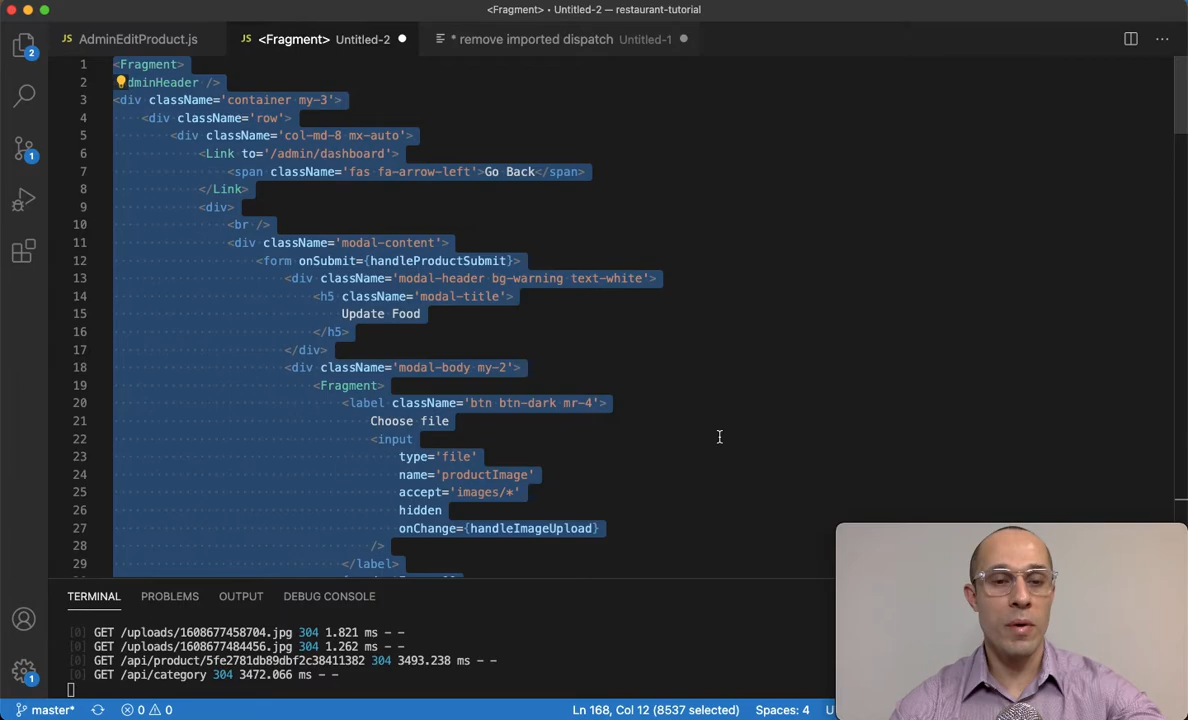 <Fragment> • Untitled-2 — restaurant-tutorial
JS AdminEditProduct.js JS <Fragment> Untitled-2 * remove imported dispatch Untitled-1
1 <Fragment>
2 dminHeader />
3 <div className='container my-3'>
4 <div className='row'>
5 <div className='col-md-8 mx-auto'>
6 <Link to='/admin/dashboard'>
7 <span className='fas fa-arrow-left'>Go Back</span>
8 </Link>
9 <div>
10 <br />
11 <div className='modal-content'>
12 <form onSubmit={handleProductSubmit}>
13 <div className='modal-header bg-warning text-white'>
14 <h5 className='modal-title'>
15 Update Food
16 </h5>
17 </div>
18 <div className='modal-body my-2'>
19 <Fragment>
20 <label className='btn btn-dark mr-4'>
21 Choose file
22 <input
23 type='file'
24 name='productImage'
25 accept='images/*'
26 hidden
27 onChange={handleImageUpload}
28 />
29 </label>
2
1
1
TERMINAL PROBLEMS OUTPUT DEBUG CONSOLE
[0] GET /uploads/1608677458704.jpg 304 1.821 ms - -
[0] GET /uploads/1608677484456.jpg 304 1.262 ms - -
[0] GET /api/product/5fe2781db89dbf2c38411382 304 3493.238 ms - -
[0] GET /api/category 304 3472.066 ms - -
master* 0 0 Ln 168, Col 12 (8537 selected) Spaces: 4